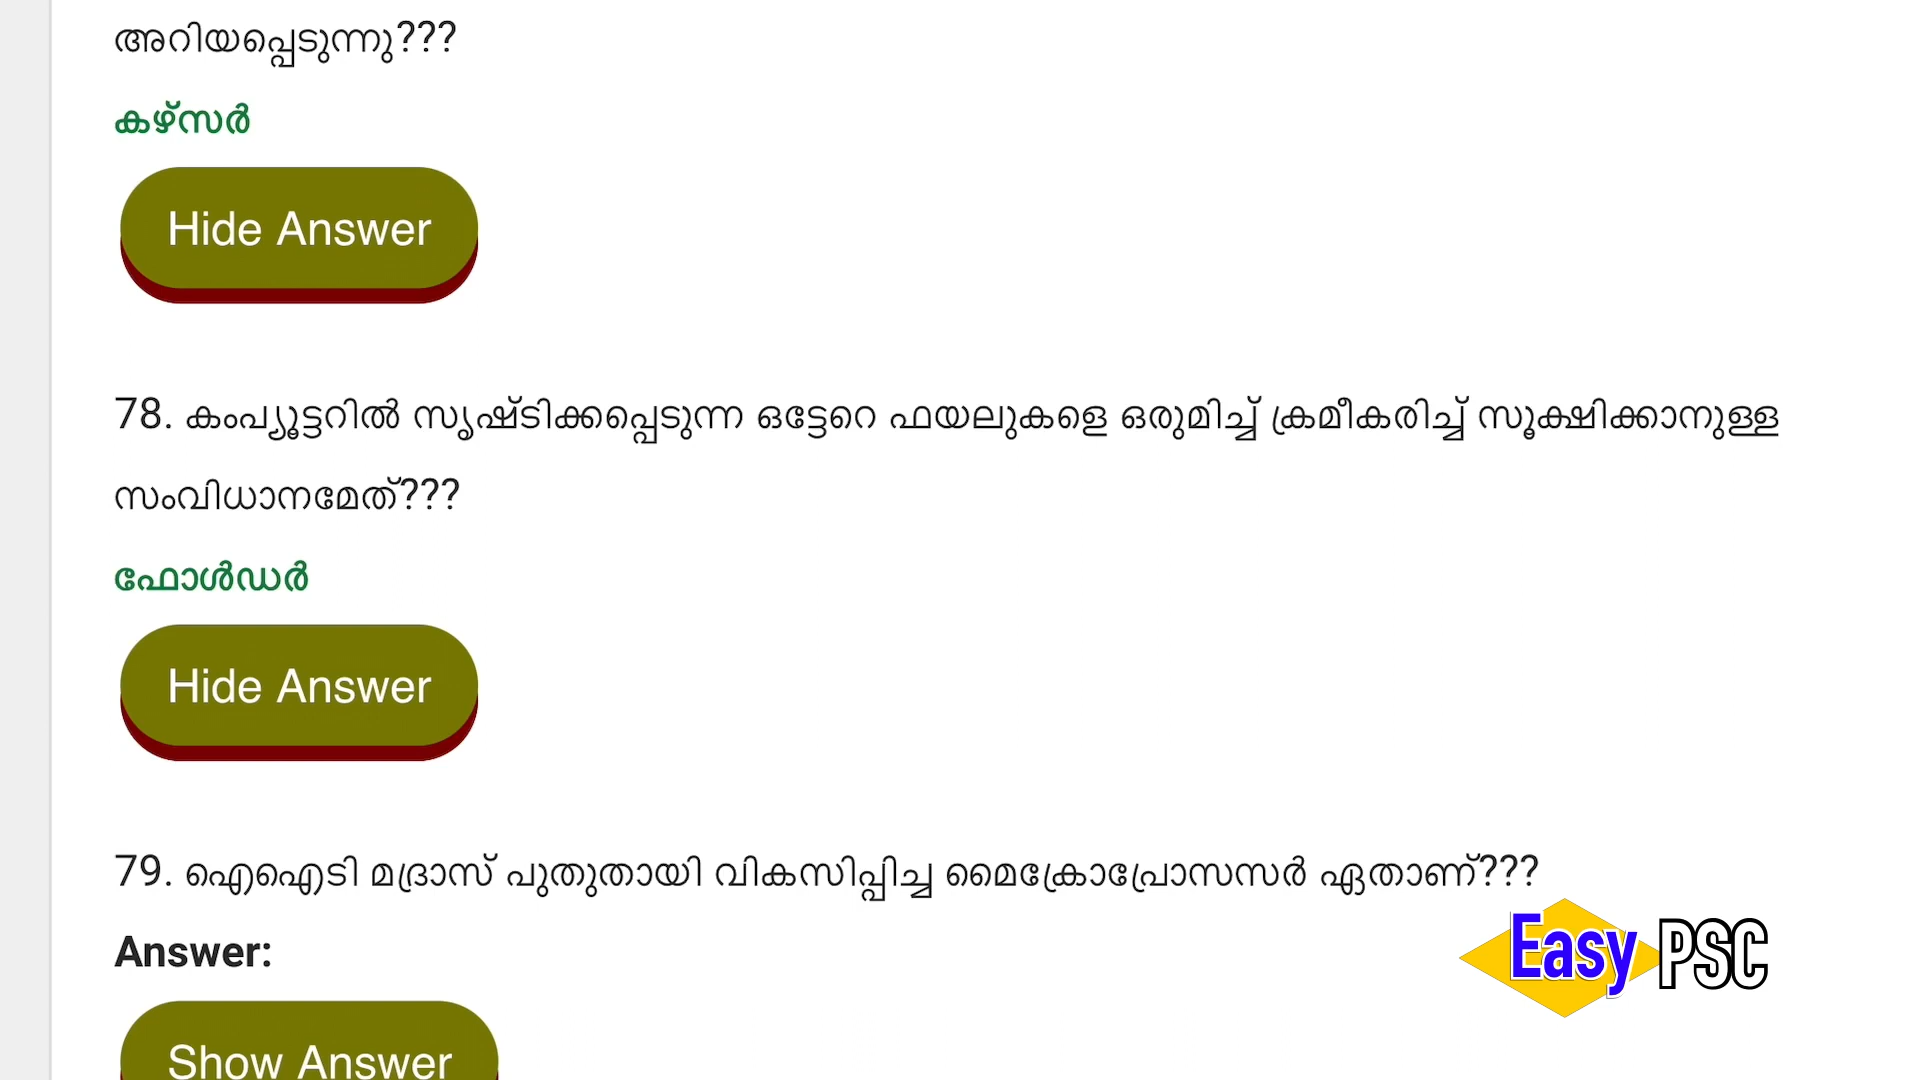 അറിയപ്പെടുന്നു???
കഴ്സർ
Hide Answer
78. കംപ്യൂട്ടറിൽ സൃഷ്ടിക്കപ്പെടുന്ന ഒട്ടേറെ ഫയലുകളെ ഒരുമിച്ച് ക്രമീകരിച്ച് സൂക്ഷിക്കാനുള്ള
സംവിധാനമേത്???
ഫോൾഡർ
Hide Answer
79. ഐഐടി മദ്രാസ് പുതുതായി വികസിപ്പിച്ച മൈക്രോപ്രോസസർ ഏതാണ്???
Answer:
Easy PSC
Show Answer